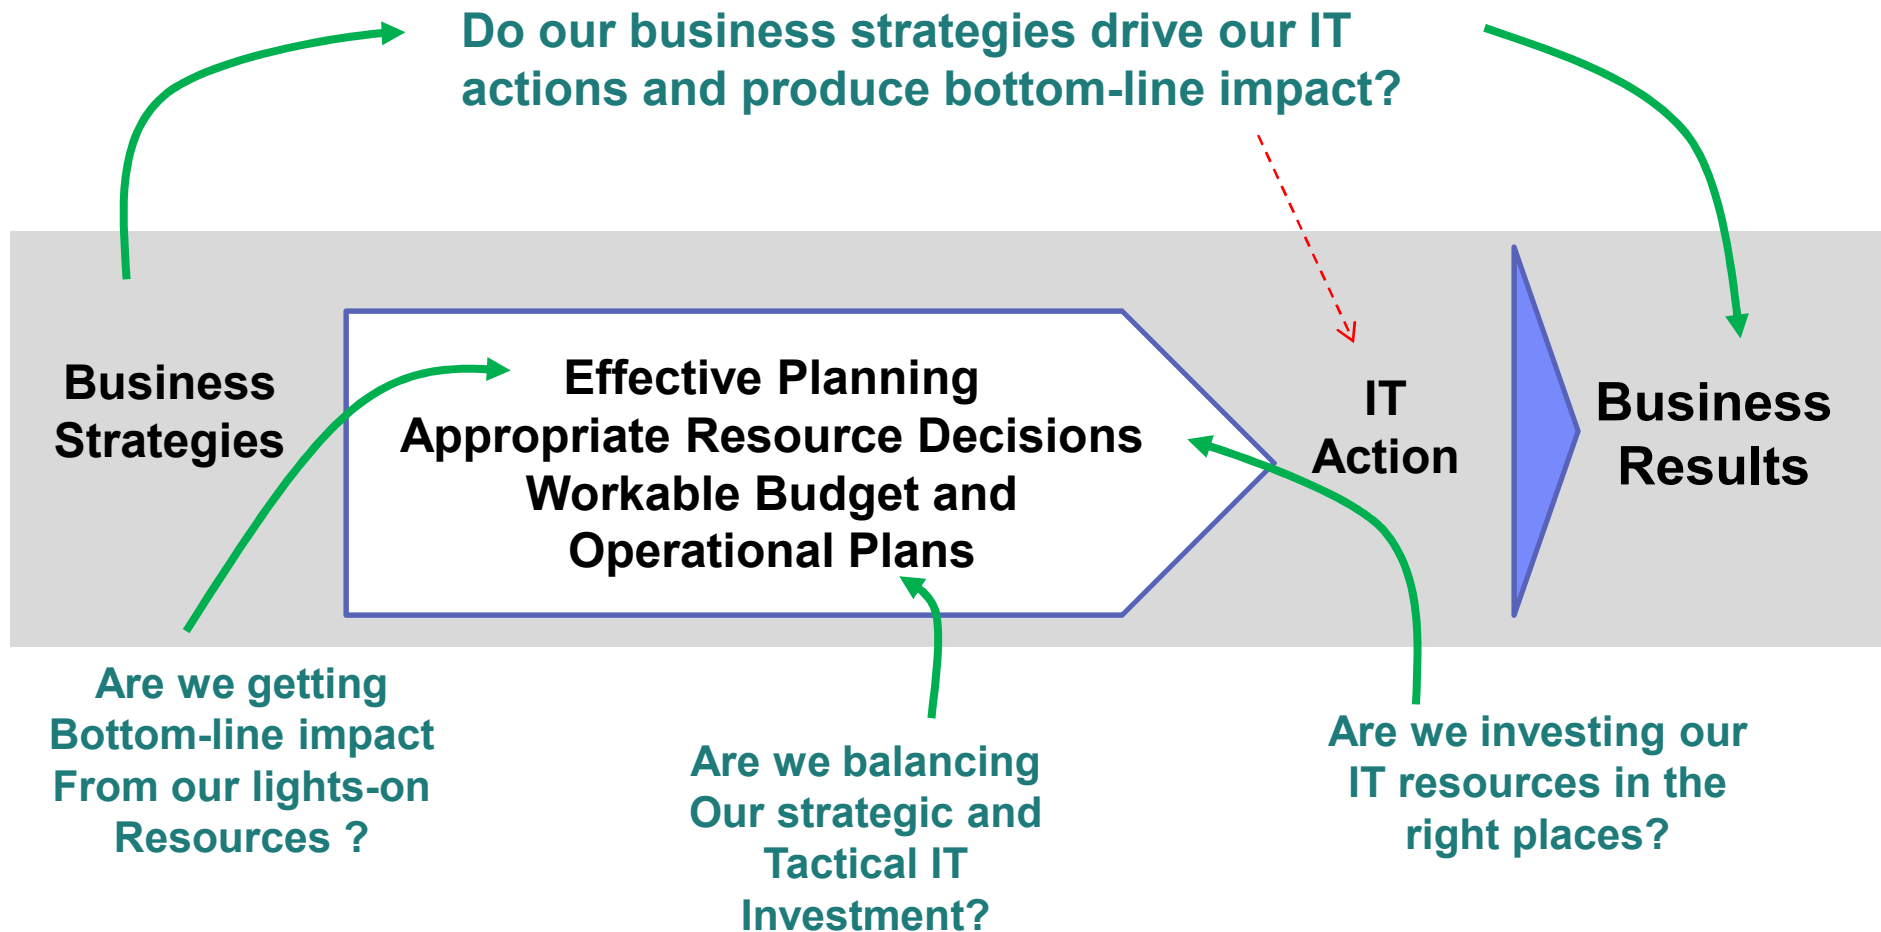 Do our business strategies drive our IT
actions and produce bottom-line impact?
Business
Strategies
Effective Planning
Appropriate Resource Decisions
Workable Budget and
Operational Plans
IT
Action
Business
Results
Are we getting
Bottom-line impact
From our lights-on
Resources ?
Are we balancing
Our strategic and
Tactical IT
Investment?
Are we investing our
IT resources in the
right places?